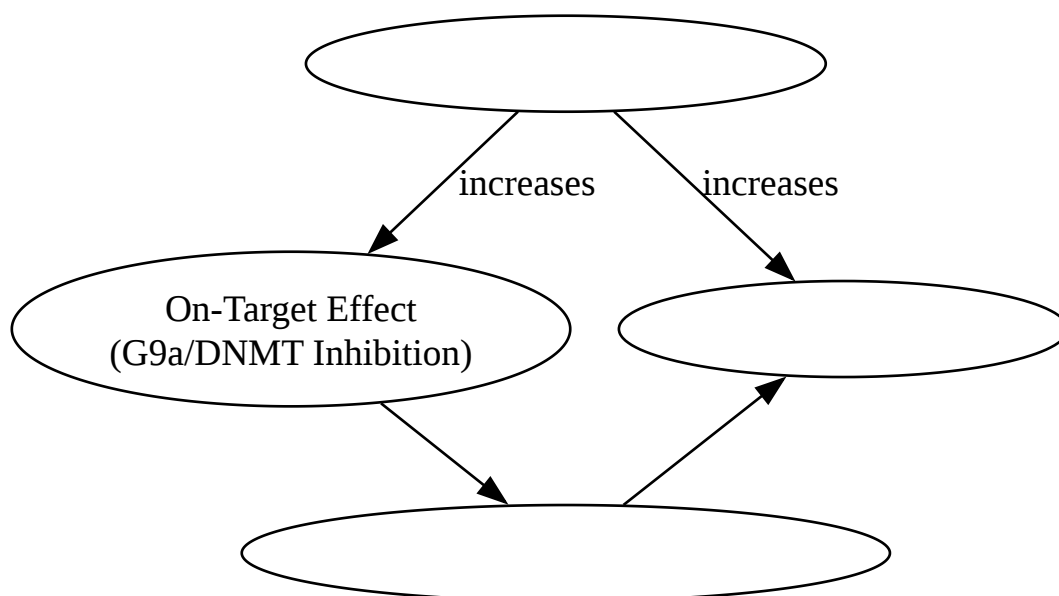 increases increases
On-Target Effect
(G9a/DNMT Inhibition)